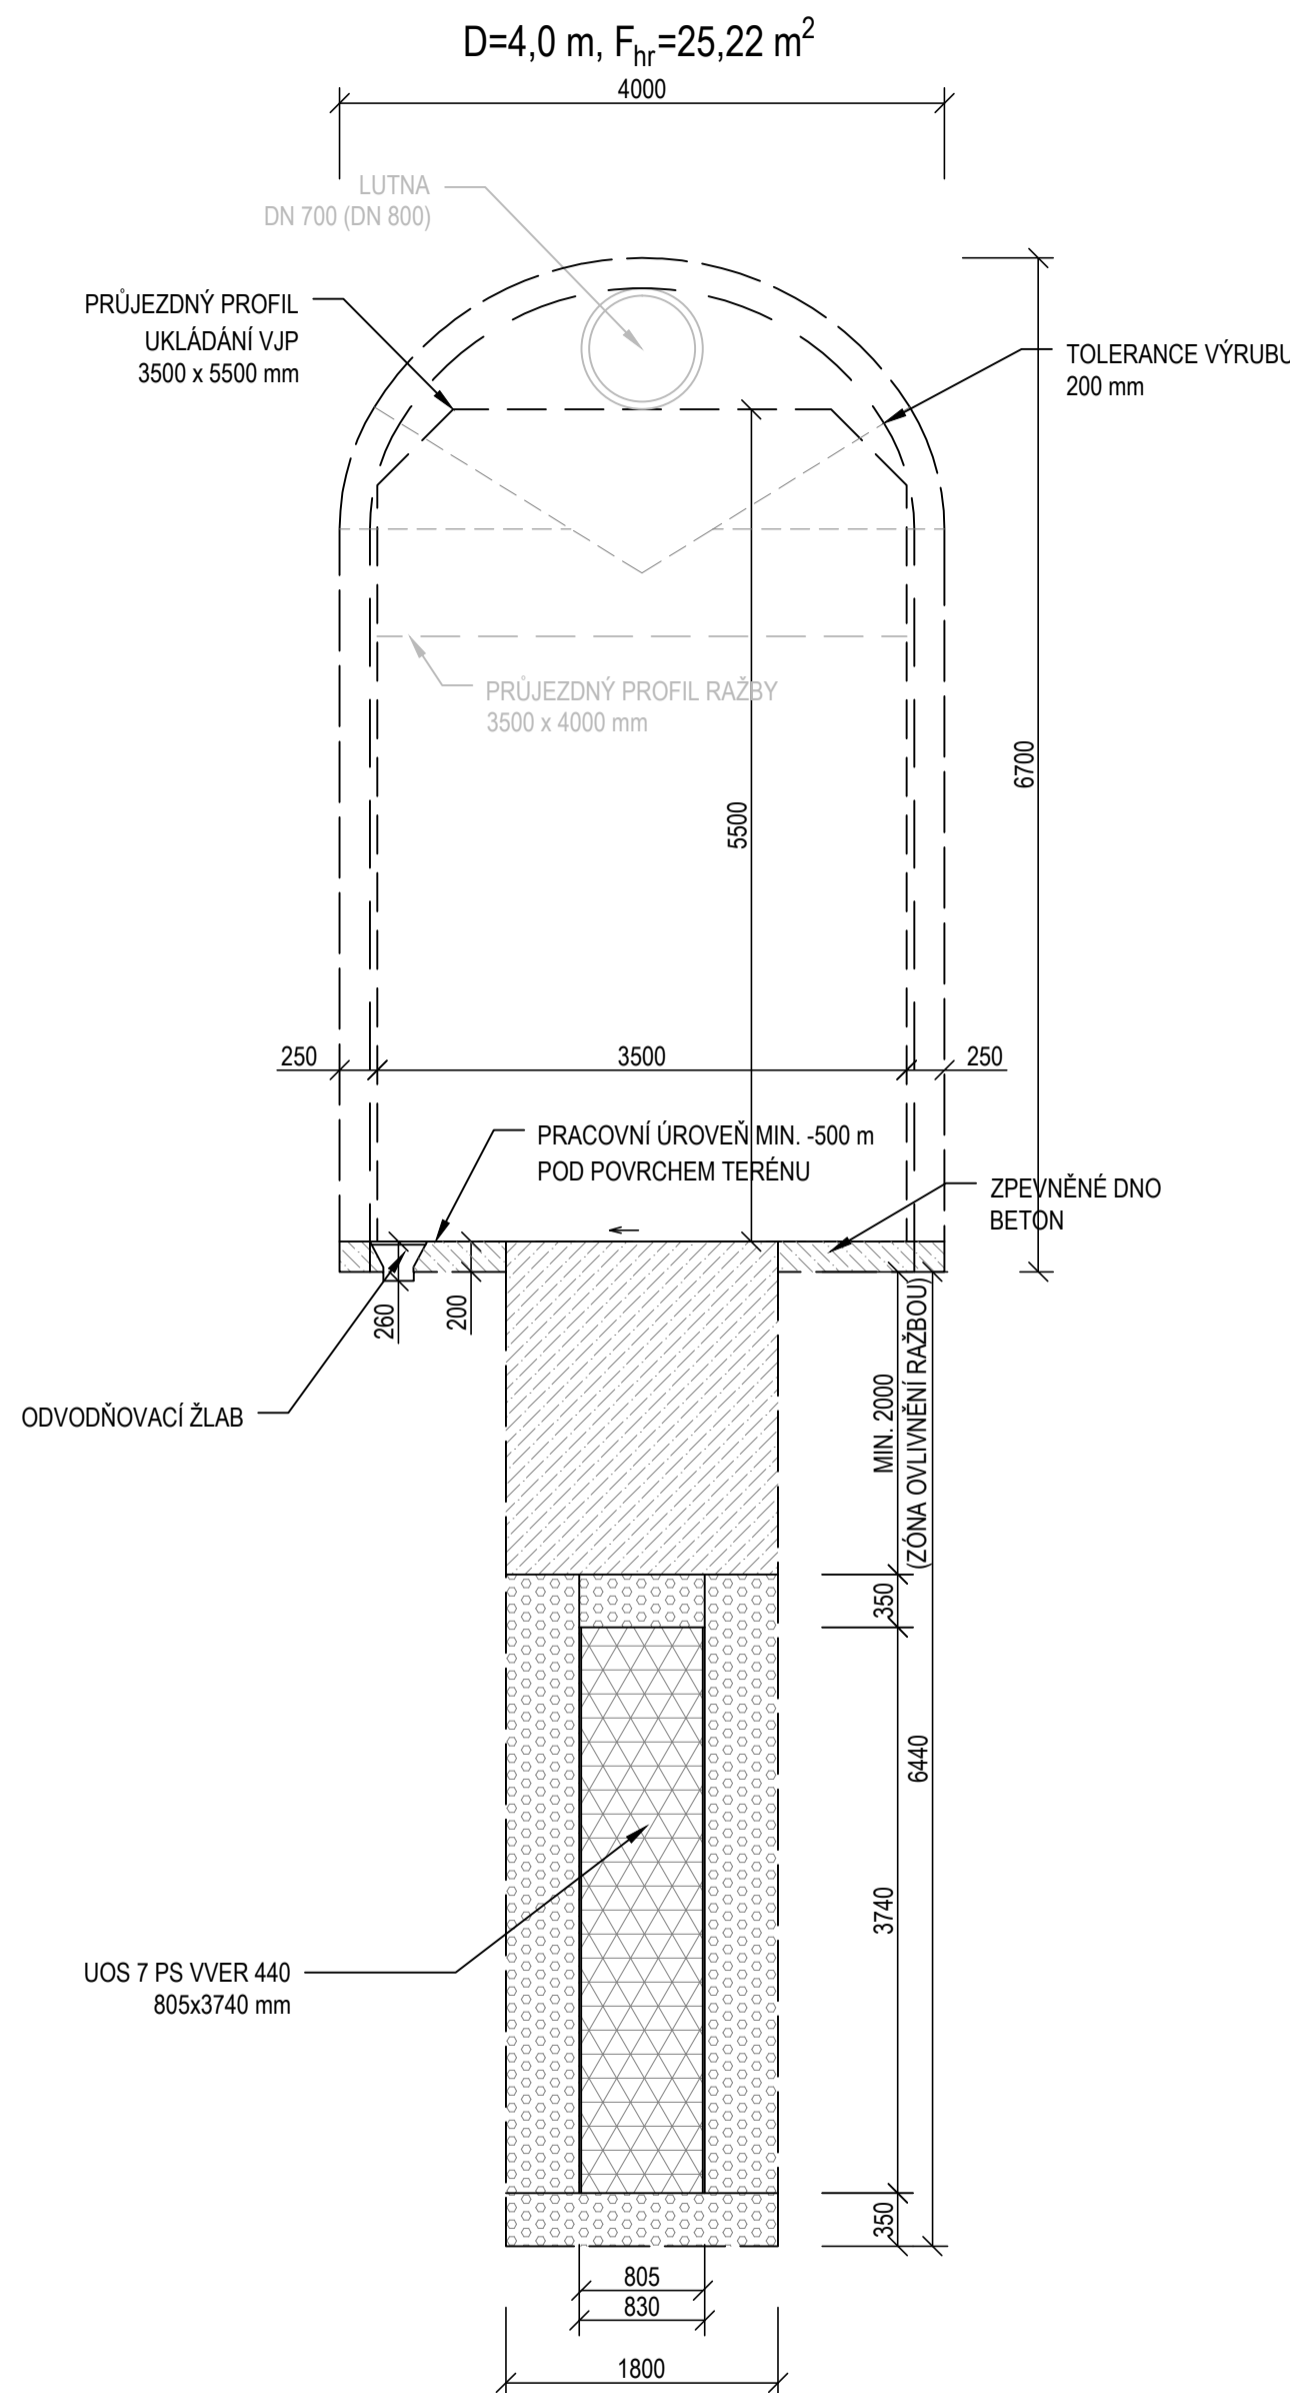 D=4,0 m, Fhr=25,22 m²
4000
LUTNA
DN 700 (DN 800)
PRŮJEZDNÝ PROFIL
UKLÁDÁNÍ VJP
3500 x 5500 mm
TOLERANCE VÝRUBU
200 mm
PRŮJEZDNÝ PROFIL RAŽBY
3500 x 4000 mm
6700
5500
250
3500
250
PRACOVNÍ ÚROVEŇ MIN. -500 m
POD POVRCHEM TERÉNU
ZPEVNĚNÉ DNO
BETON
260
200
ODVODŇOVACÍ ŽLAB
MIN. 2000
(ZÓNA OVLIVNĚNÍ RAŽBOU)
350
6440
3740
UOS 7 PS VVER 440
805x3740 mm
350
805
830
1800